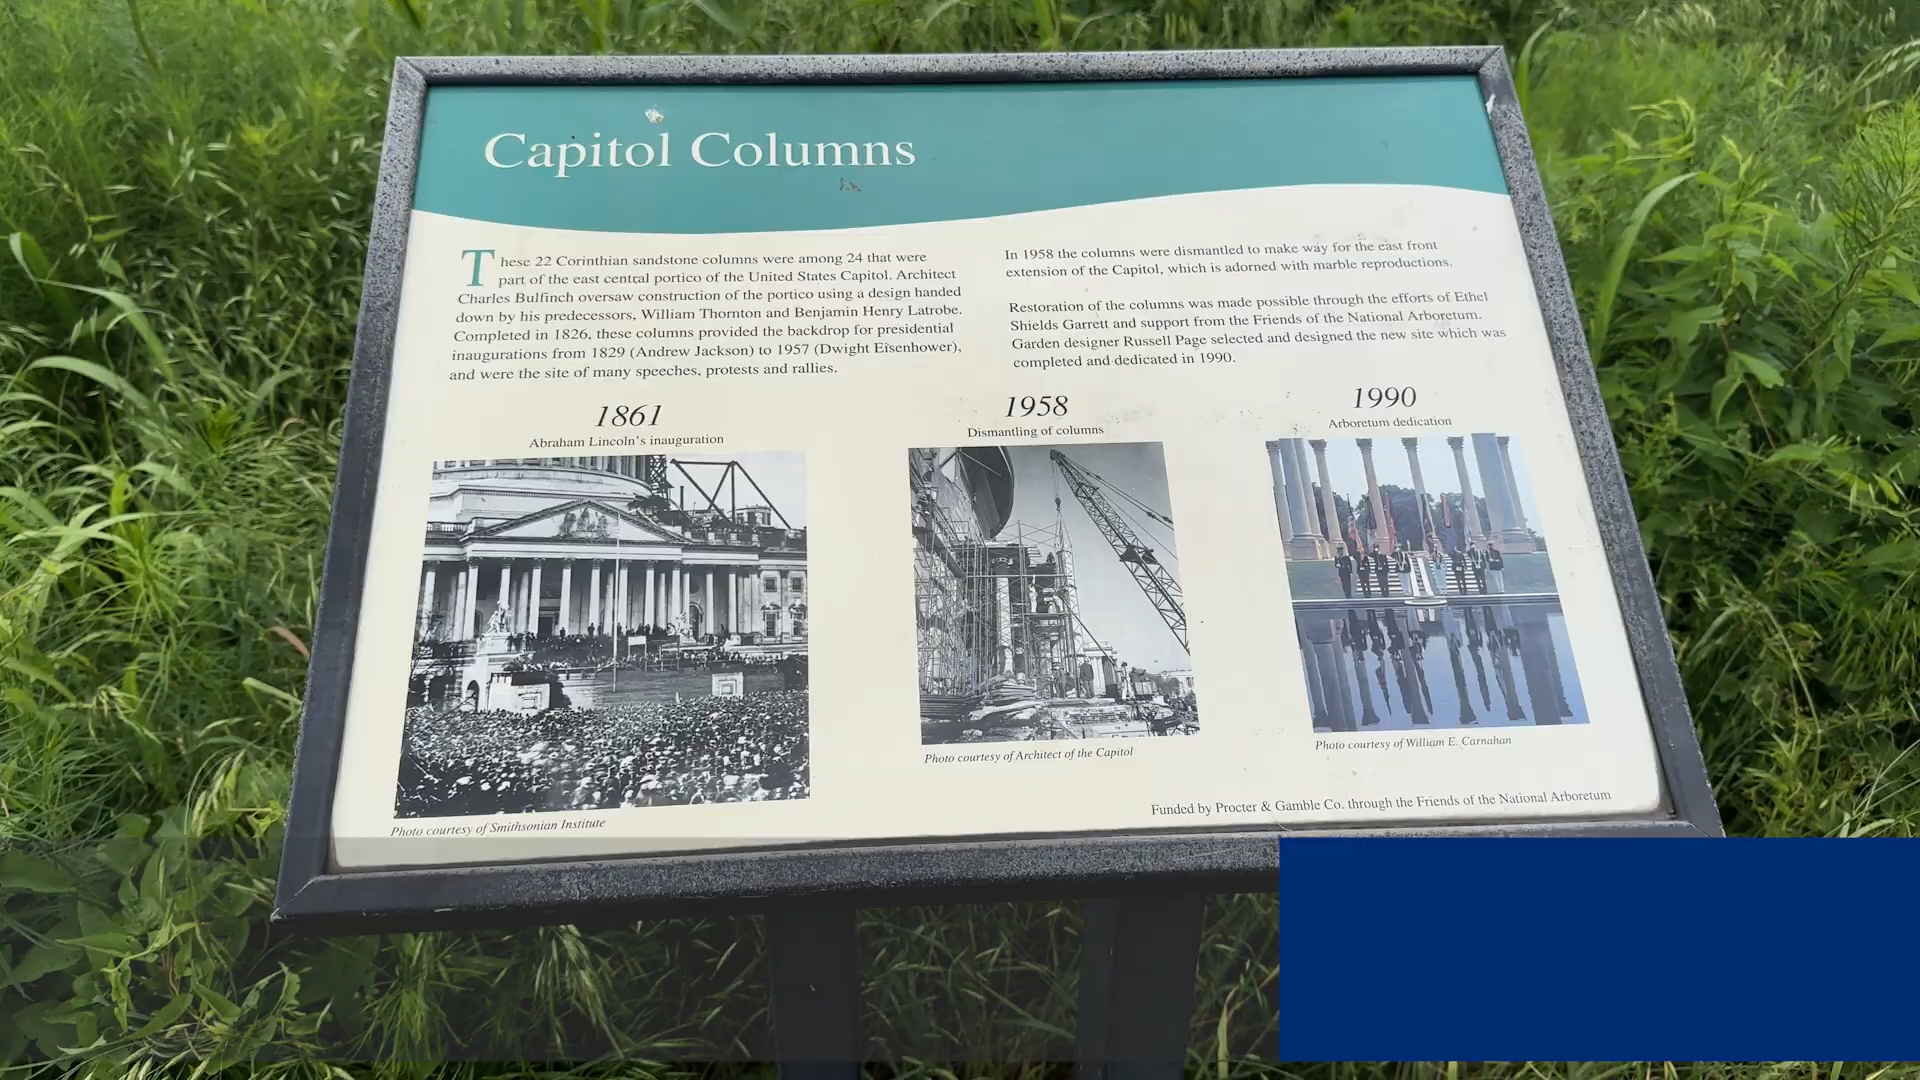 Capitol Columns
These 22 Corinthian sandstone columns were among 24 that were
part of the east central portico of the United States Capitol. Architect
Charles Bulfinch oversaw construction of the portico using a design handed
down by his predecessors, William Thornton and Benjamin Henry Latrobe.
Completed in 1826, these columns provided the backdrop for presidential
inaugurations from 1829 (Andrew Jackson) to 1957 (Dwight Eisenhower),
and were the site of many speeches, protests and rallies.
In 1958 the columns were dismantled to make way for the east front
extension of the Capitol, which is adorned with marble reproductions.
Restoration of the columns was made possible through the efforts of Ethel
Shields Garrett and support from the Friends of the National Arboretum.
Garden designer Russell Page selected and designed the new site which was
completed and dedicated in 1990.
1861
Abraham Lincoln's inauguration
Photo courtesy of Smithsonian Institute
1958
Dismantling of columns
Photo courtesy of Architect of the Capitol
1990
Arboretum dedication
Photo courtesy of William E. Carnahan
Funded by Procter & Gamble Co. through the Friends of the National Arboretum